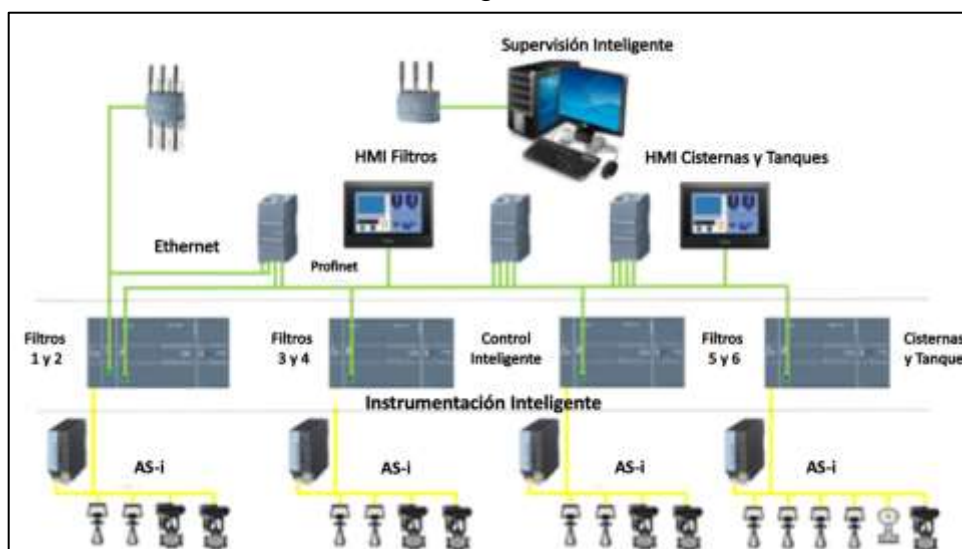 Supervisión Inteligente
HMI Filtros
HMI Cisternas y Tanques
Ethernet
Profinet
Filtros
1 y 2
Filtros
3 y 4
Control
Inteligente
Filtros
5 y 6
Cisternas
y Tanque
Instrumentación Inteligente
AS-i
AS-i
AS-i
AS-i